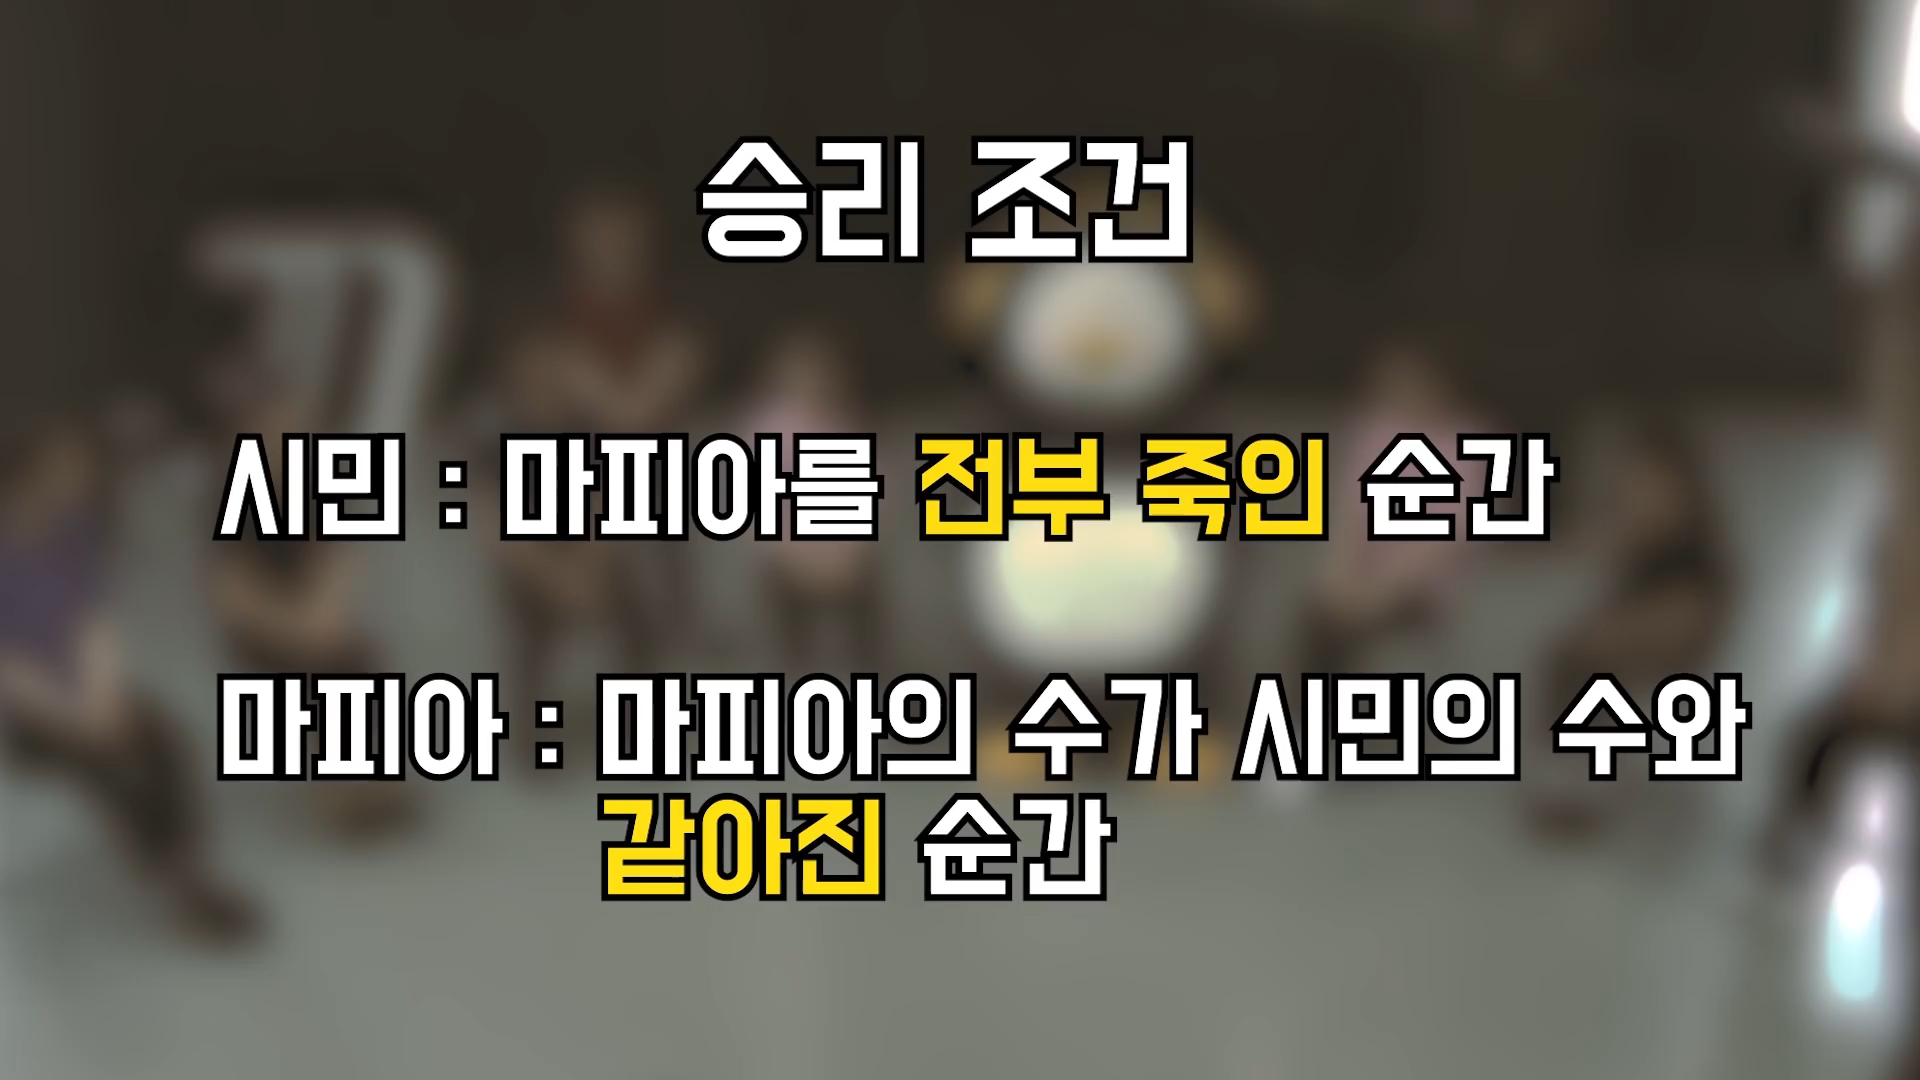 승리 조건
시민 : 마피아를 전부 죽인 순간
마피아 : 마피아의 수가 시민의 수와
같아진 순간